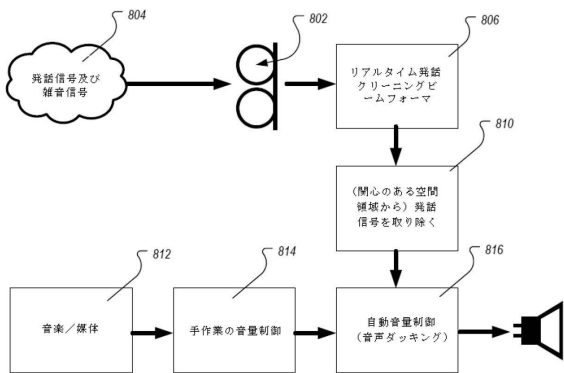 804
発話信号及び
雑音信号
802
806
リアルタイム発話
クリーニングビ
ームフォーマ
810
(関心のある空間
領域から)発話
信号を取り除く
812
音楽/媒体
814
手作業の音量制御
816
自動音量制御
(音声ダッキング)